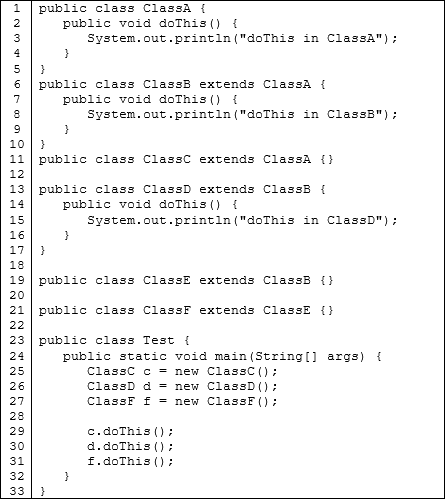 1 public class ClassA {
2 public void doThis() {
3 System.out.println("doThis in ClassA");
4 }
5 }
6 public class ClassB extends ClassA {
7 public void doThis() {
8 System.out.println("doThis in ClassB");
9 }
10 }
11 public class ClassC extends ClassA {}
12
13 public class ClassD extends ClassB {
14 public void doThis() {
15 System.out.println("doThis in ClassD");
16 }
17 }
18
19 public class ClassE extends ClassB {}
20
21 public class ClassF extends ClassE {}
22
23 public class Test {
24 public static void main(String[] args) {
25 ClassC c = new ClassC();
26 ClassD d = new ClassD();
27 ClassF f = new ClassF();
28
29 c.doThis();
30 d.doThis();
31 f.doThis();
32 }
33 }